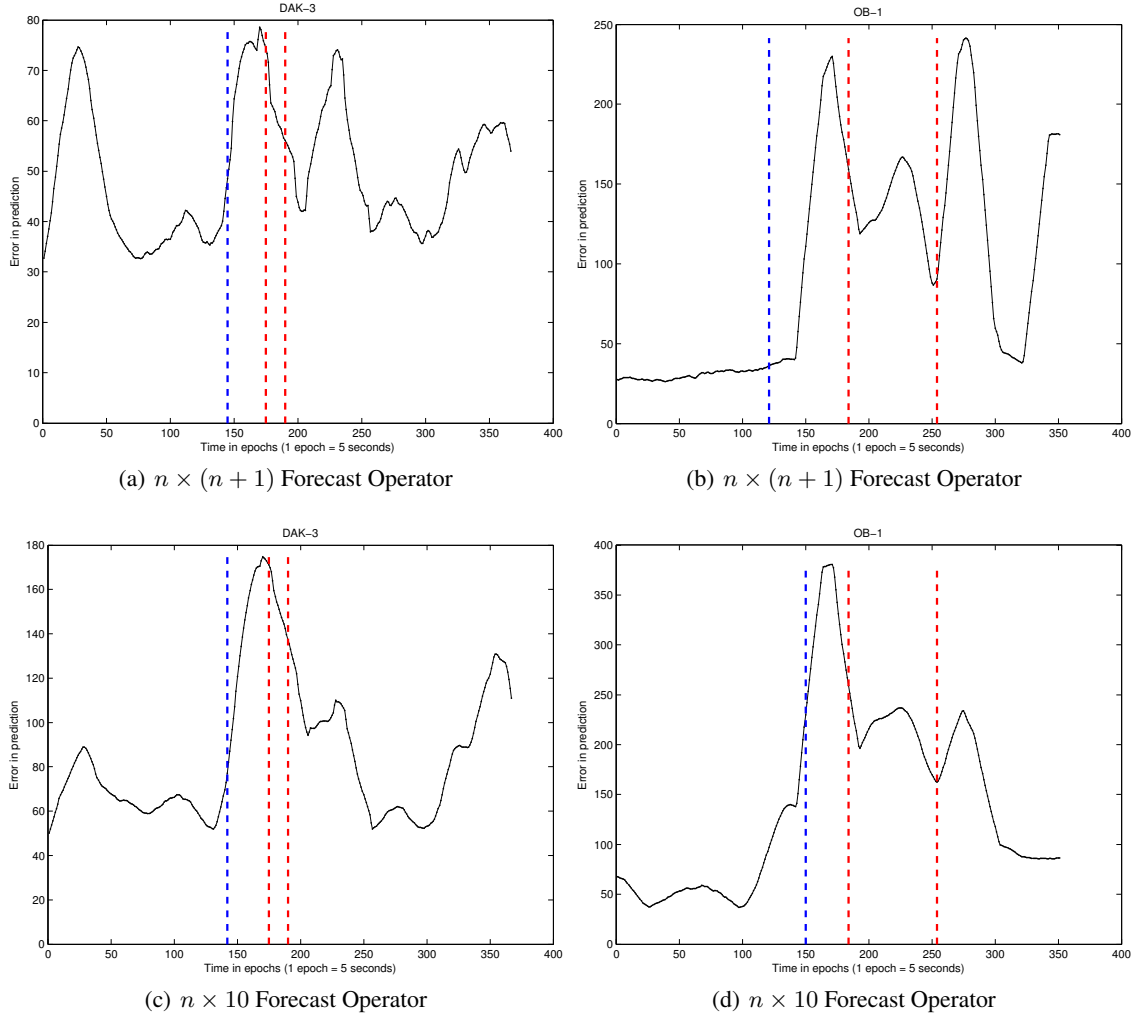 DAK-3
80
70
60
50
40
30
20
10
0
Error in prediction
0 50 100 150 200 250 300 350 400
Time in epochs (1 epoch = 5 seconds)
(a) n × (n + 1) Forecast Operator
OB-1
250
200
150
100
50
0
Error in prediction
0 50 100 150 200 250 300 350 400
Time in epochs (1 epoch = 5 seconds)
(b) n × (n + 1) Forecast Operator
DAK-3
180
160
140
120
100
80
60
40
20
0
Error in prediction
0 50 100 150 200 250 300 350 400
Time in epochs (1 epoch = 5 seconds)
(c) n × 10 Forecast Operator
OB-1
400
350
300
250
200
150
100
50
0
Error in prediction
0 50 100 150 200 250 300 350 400
Time in epochs (1 epoch = 5 seconds)
(d) n × 10 Forecast Operator